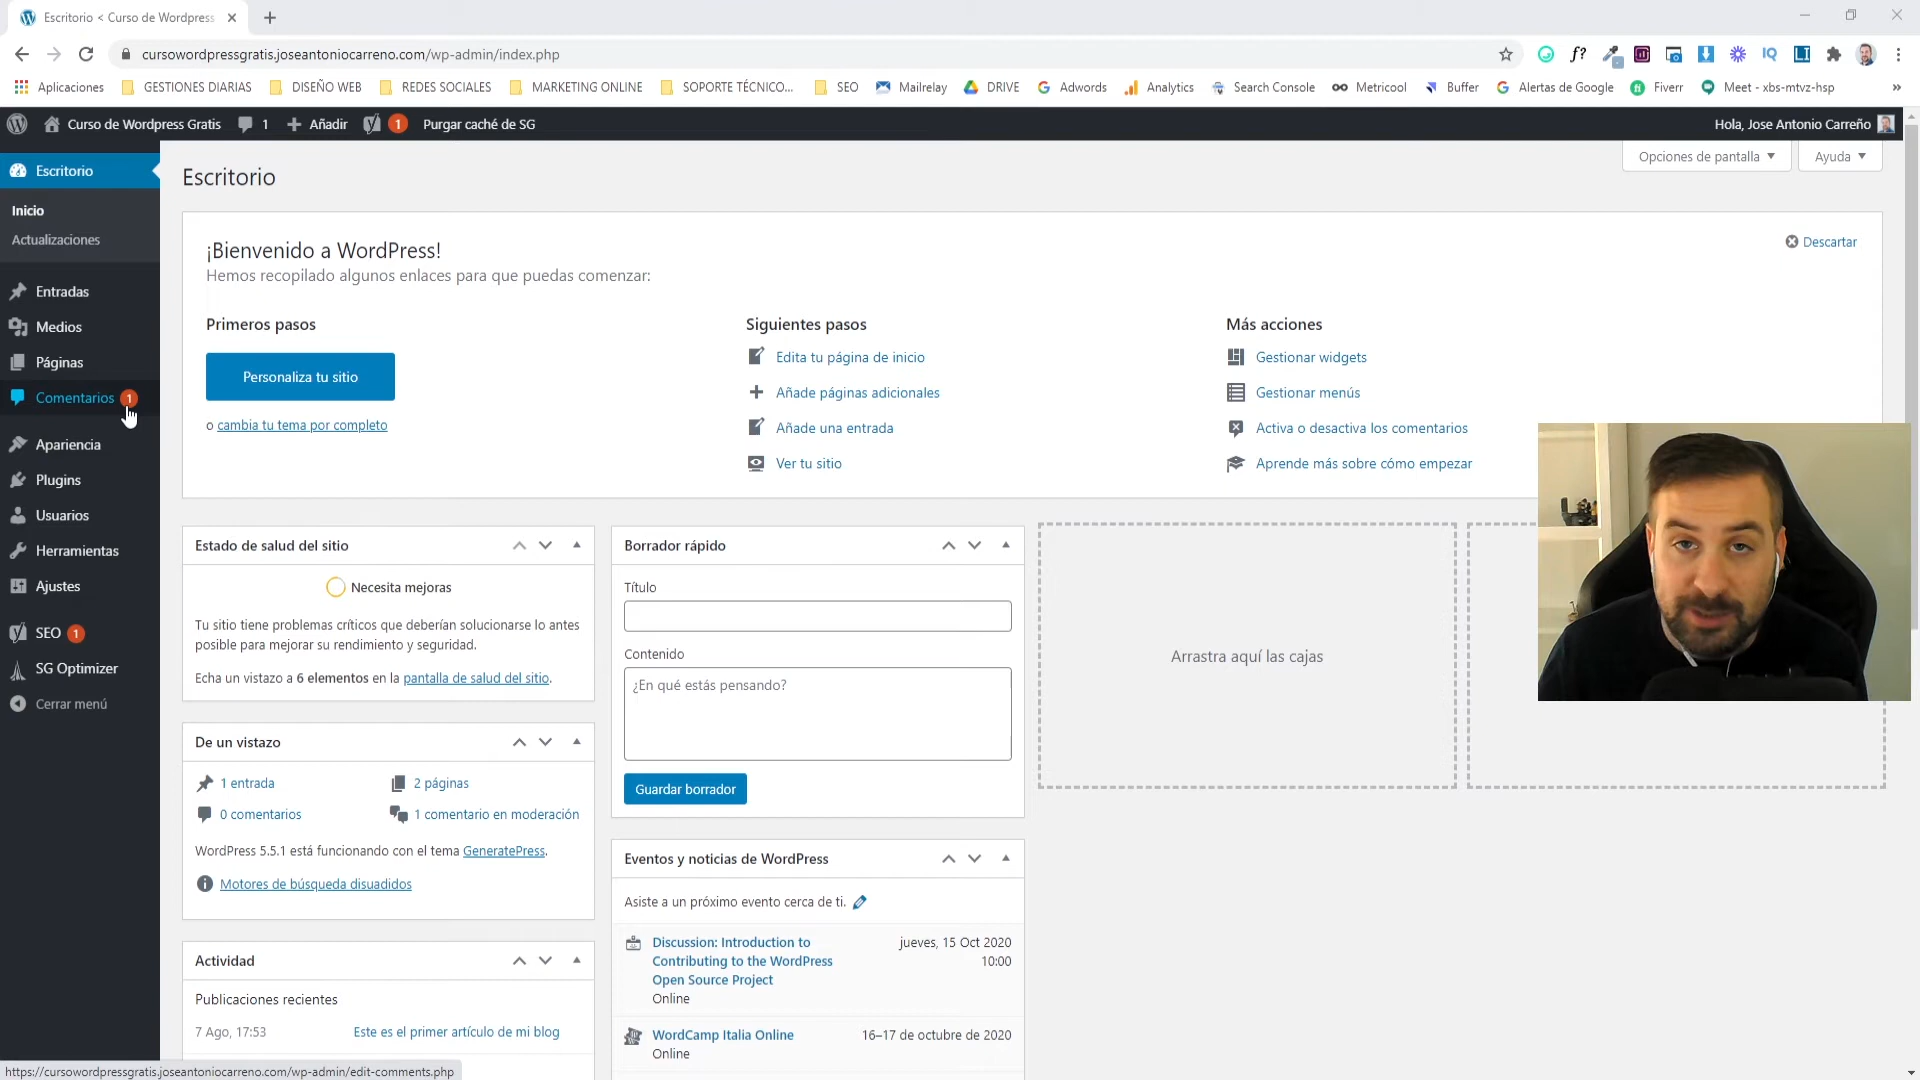 Escritorio < Curso de Wordpress
cursowordpressgratis.joseantoniocarreno.com/wp-admin/index.php
f?
IQ
Aplicaciones
GESTIONES DIARIAS
DISEÑO WEB
REDES SOCIALES
MARKETING ONLINE
SOPORTE TÉCNICO...
SEO
Mailrelay
DRIVE
Adwords
Analytics
Search Console
Metricool
Buffer
Alertas de Google
Fiverr
Meet - xbs-mtvz-hsp
»
Curso de Wordpress Gratis
1
Añadir
1
Purgar caché de SG
Hola, Jose Antonio Carreño
Opciones de pantalla
Ayuda
Escritorio
Inicio
Actualizaciones
Entradas
Medios
Páginas
Comentarios 1
Apariencia
Plugins
Usuarios
Herramientas
Ajustes
SEO 1
SG Optimizer
Cerrar menú
Escritorio
¡Bienvenido a WordPress!
Hemos recopilado algunos enlaces para que puedas comenzar:
Descartar
Primeros pasos
Personaliza tu sitio
o cambia tu tema por completo
Siguientes pasos
Edita tu página de inicio
Añade páginas adicionales
Añade una entrada
Ver tu sitio
Más acciones
Gestionar widgets
Gestionar menús
Activa o desactiva los comentarios
Aprende más sobre cómo empezar
Estado de salud del sitio
Necesita mejoras
Tu sitio tiene problemas críticos que deberían solucionarse lo antes
posible para mejorar su rendimiento y seguridad.
Echa un vistazo a 6 elementos en la pantalla de salud del sitio.
De un vistazo
1 entrada
2 páginas
0 comentarios
1 comentario en moderación
WordPress 5.5.1 está funcionando con el tema GeneratePress.
Motores de búsqueda disuadidos
Actividad
Publicaciones recientes
7 Ago, 17:53
Este es el primer artículo de mi blog
Borrador rápido
Título
Contenido
¿En qué estás pensando?
Guardar borrador
Eventos y noticias de WordPress
Asiste a un próximo evento cerca de ti.
Discussion: Introduction to
Contributing to the WordPress
Open Source Project
Online
jueves, 15 Oct 2020
10:00
WordCamp Italia Online
Online
16–17 de octubre de 2020
Arrastra aquí las cajas
https://cursowordpressgratis.joseantoniocarreno.com/wp-admin/edit-comments.php